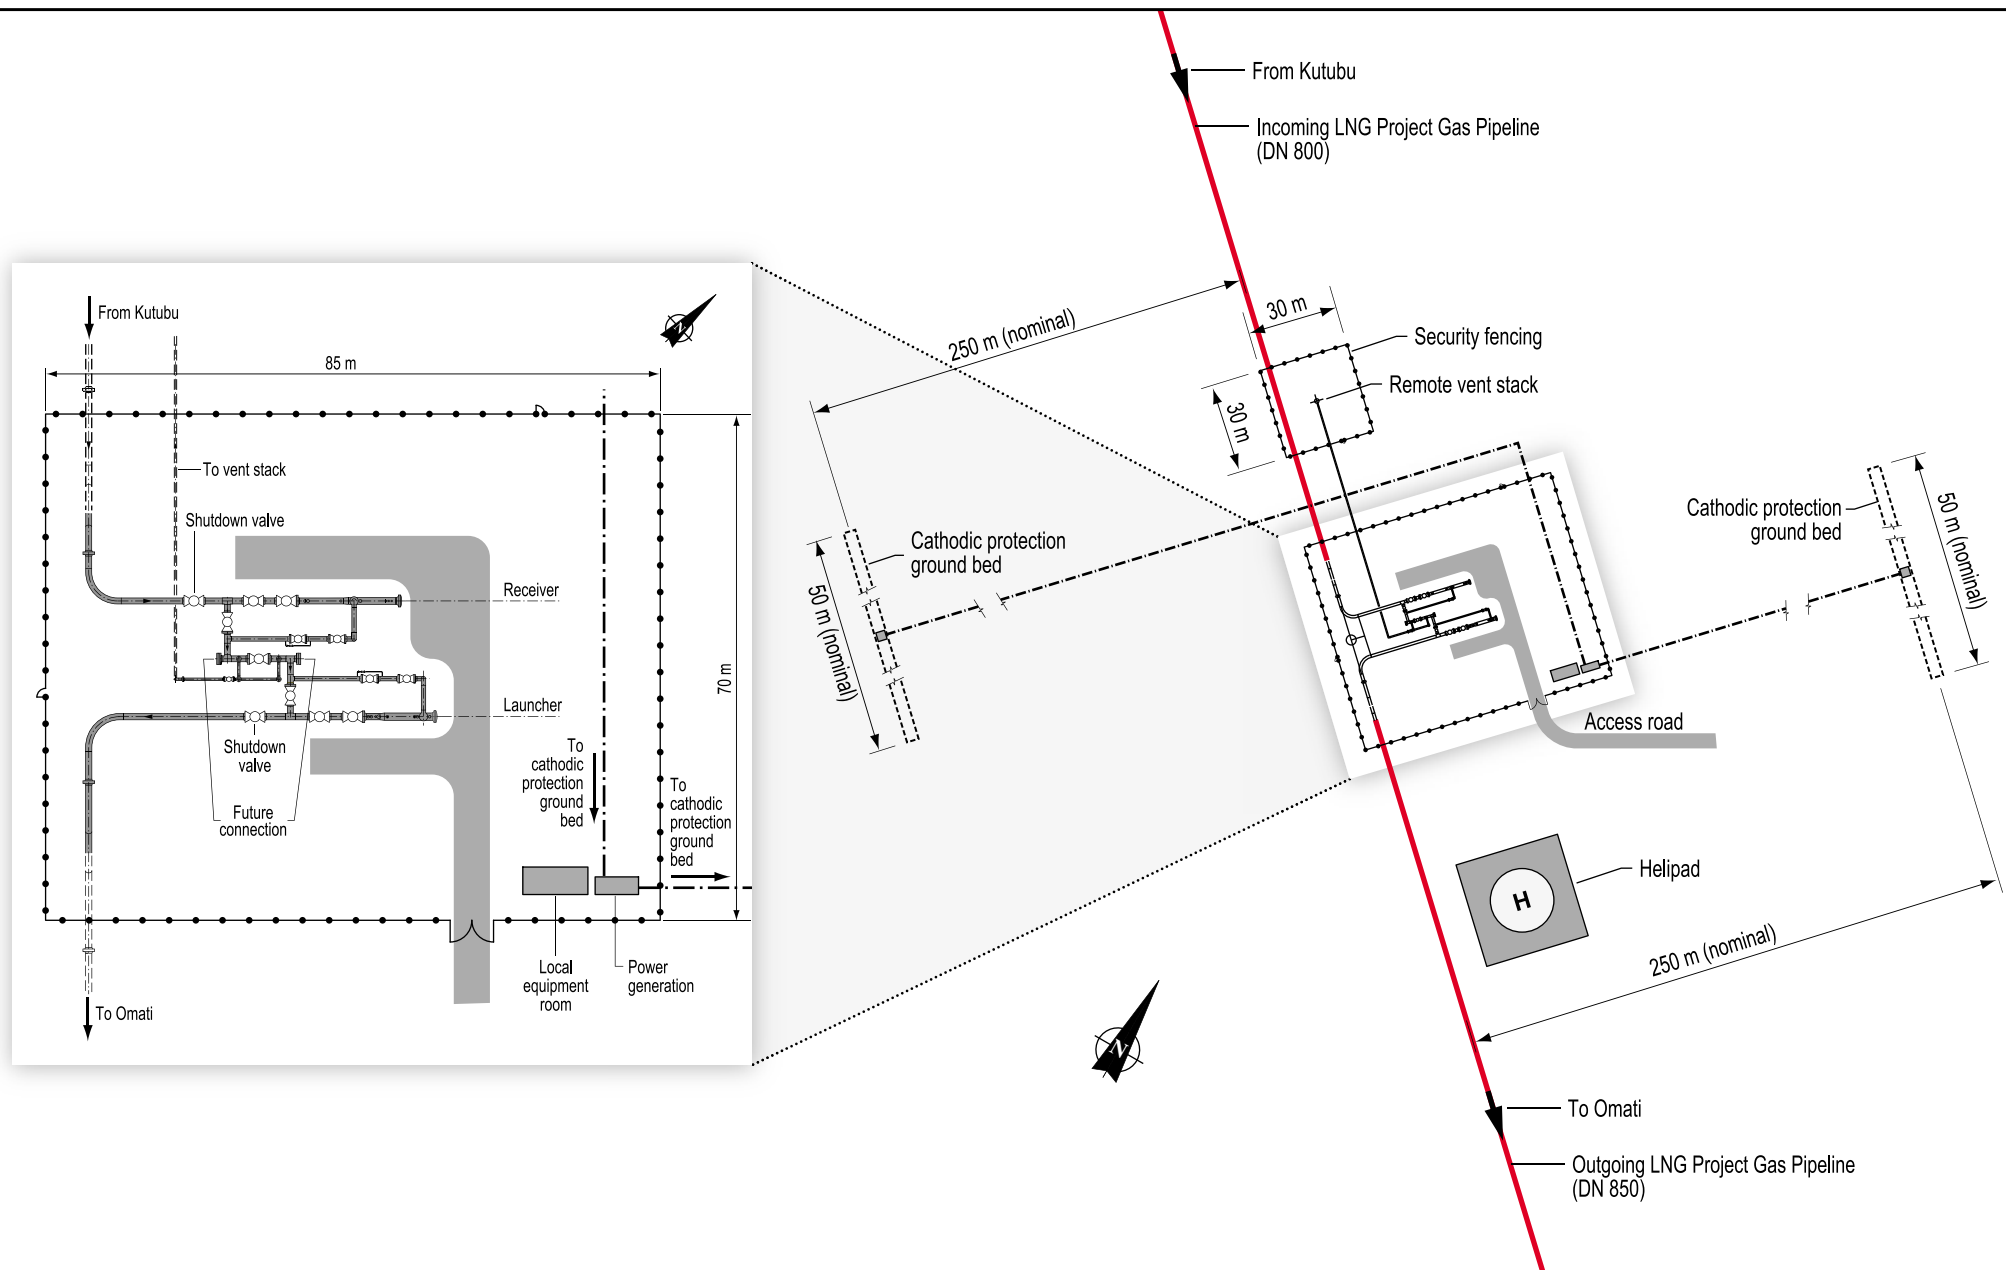 From Kutubu
Incoming LNG Project Gas Pipeline
(DN 800)
30 m
250 m (nominal)
Security fencing
Remote vent stack
30 m
Cathodic protection
ground bed
50 m (nominal)
Cathodic protection
ground bed
50 m (nominal)
Access road
Helipad
H
250 m (nominal)
N
To Omati
Outgoing LNG Project Gas Pipeline
(DN 850)
From Kutubu
N
85 m
To vent stack
Shutdown valve
Receiver
70 m
Launcher
Shutdown
valve
Future
connection
To
cathodic
protection
ground
bed
To
cathodic
protection
ground
bed
Local
equipment
room
Power
generation
To Omati